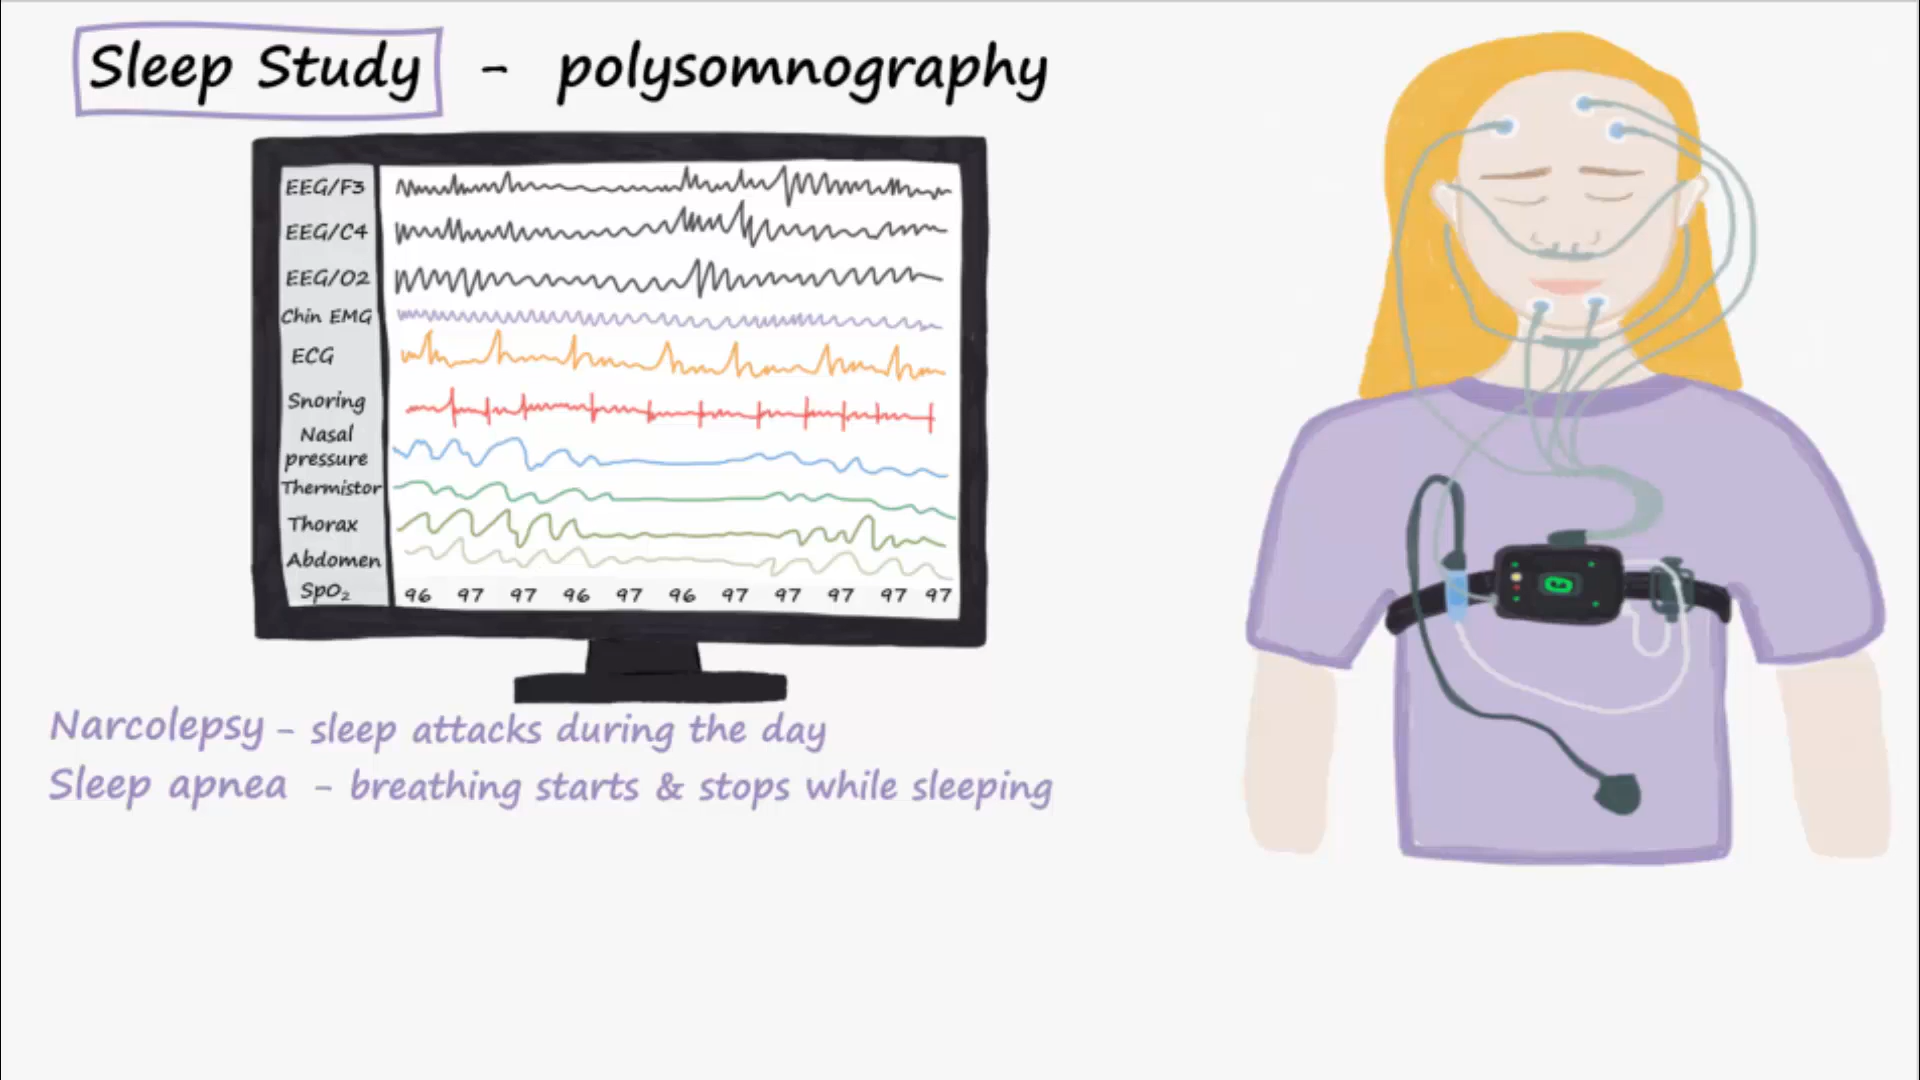 Sleep Study - polysomnography
EEG/F3
EEG/C4
EEG/O2
Chin EMG
ECG
Snoring
Nasal
pressure
Thermistor
Thorax
Abdomen
SpO₂ 96 97 97 96 97 96 97 97 97 97 97
Narcolepsy - sleep attacks during the day
Sleep apnea - breathing starts & stops while sleeping